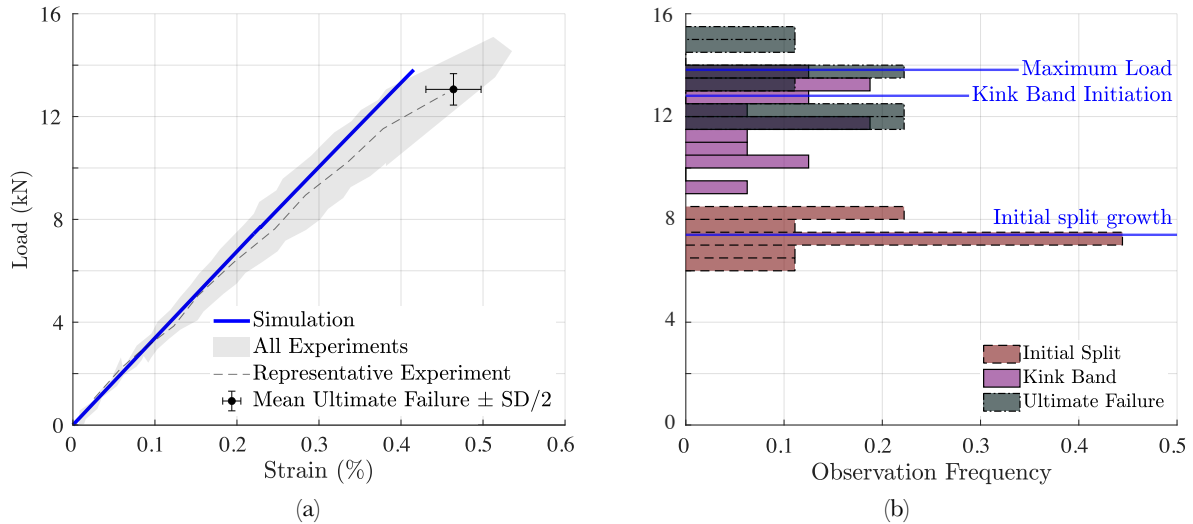 16
12
8
4
0
0
0.1
0.2
0.3
0.4
0.5
0.6
Load (kN)
Strain (%)
Simulation
All Experiments
Representative Experiment
Mean Ultimate Failure ± SD/2
(a)
16
12
8
4
0
0
0.1
0.2
0.3
0.4
0.5
Maximum Load
Kink Band Initiation
Initial split growth
Initial Split
Kink Band
Ultimate Failure
Observation Frequency
(b)